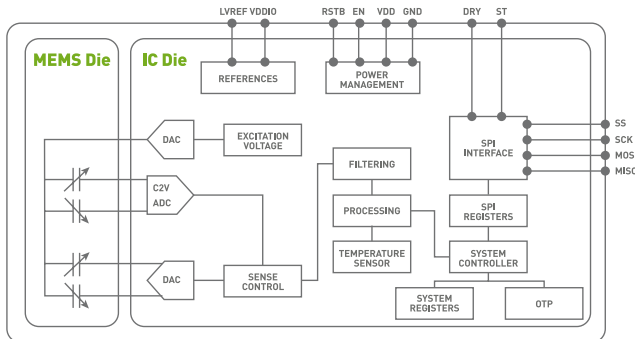 LVREF VDDIO RSTB EN VDD GND DRY ST
MEMS Die
IC Die
REFERENCES
POWER
MANAGEMENT
SS
SCK
MOS
MISC
DAC
EXCITATION
VOLTAGE
SPI
INTERFACE
FILTERING
C2V
ADC
PROCESSING
SPI
REGISTERS
TEMPERATURE
SENSOR
SYSTEM
CONTROLLER
DAC
SENSE
CONTROL
SYSTEM
REGISTERS
OTP